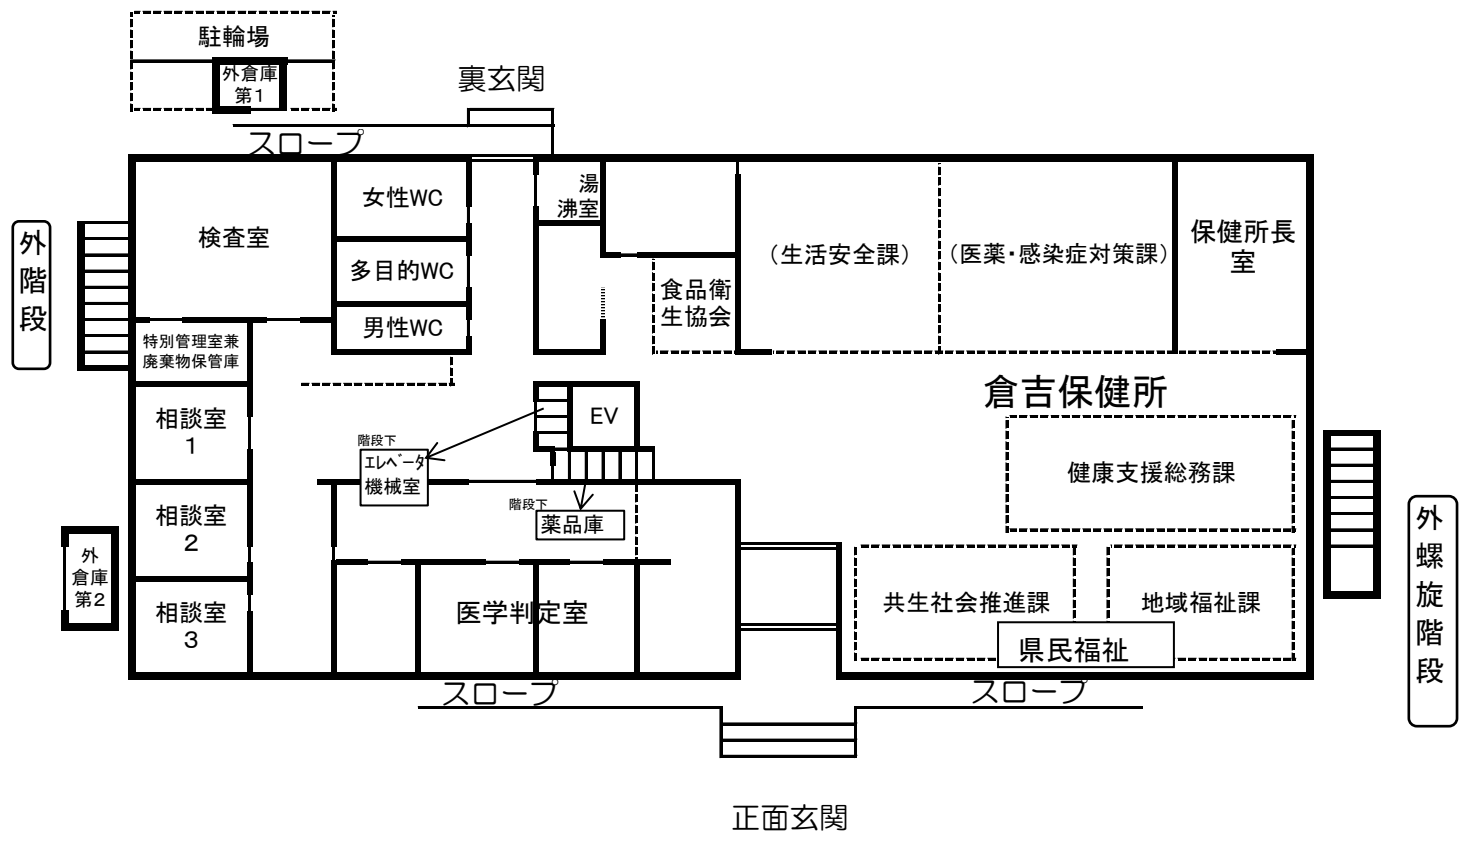 駐輪場
外倉庫
第1
裏玄関
スロープ
女性WC
湯
沸室
検査室
外階段
多目的WC
(生活安全課)
(医薬・感染症対策課)
保健所長
室
食品衛
生協会
男性WC
特別管理室兼
廃棄物保管庫
倉吉保健所
相談室
1
EV
階段下
エレベータ
機械室
健康支援総務課
階段下
薬品庫
相談室
2
外
倉庫
第2
外螺旋階段
相談室
3
医学判定室
共生社会推進課
地域福祉課
県民福祉
スロープ
スロープ
正面玄関